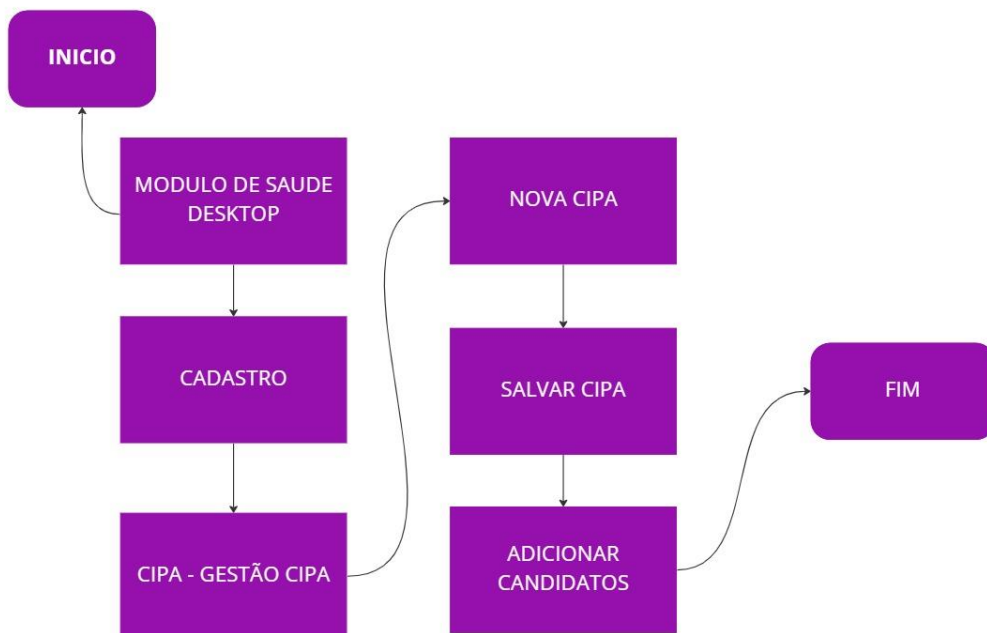 INICIO
MODULO DE SAUDE
DESKTOP
CADASTRO
CIPA - GESTÃO CIPA
NOVA CIPA
SALVAR CIPA
ADICIONAR
CANDIDATOS
FIM